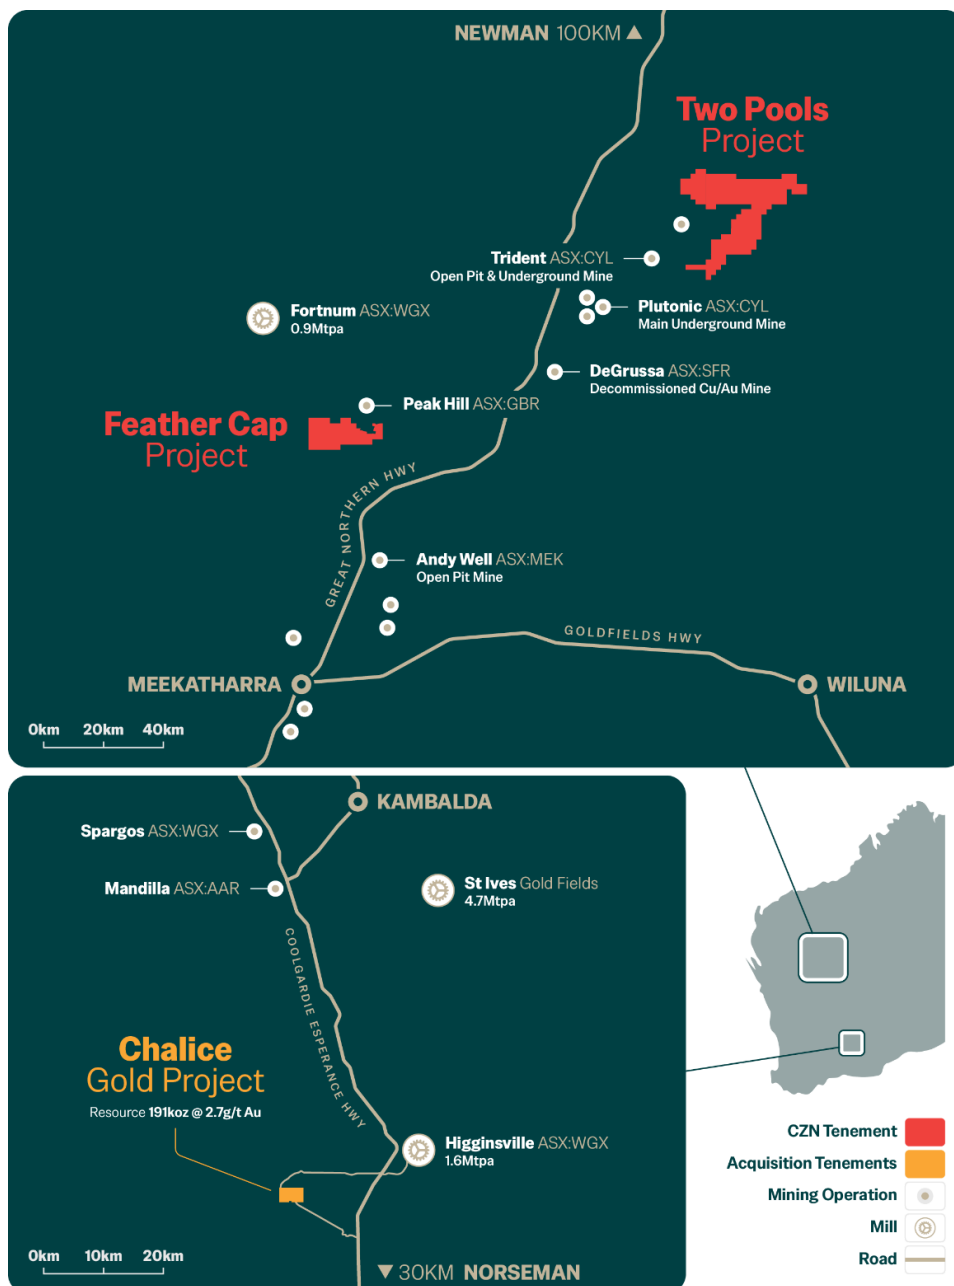 NEWMAN 100KM
Two Pools
Project
Trident ASX:CYL
Open Pit & Underground Mine
Fortnum ASX:WGX
0.9Mtpa
Plutonic ASX:CYL
Main Underground Mine
DeGrussa ASX:SFR
Decommissioned Cu/Au Mine
Peak Hill ASX:GBR
Feather Cap
Project
GREAT NORTHERN HWY
Andy Well ASX:MEK
Open Pit Mine
GOLDFIELDS HWY
MEEKATHARRA
WILUNA
0km 20km 40km
KAMBALDA
Spargos ASX:WGX
Mandilla ASX:AAR
St Ives Gold Fields
4.7Mtpa
COOLGARDIE ESPERANCE HWY
Chalice
Gold Project
Resource 191koz @ 2.7g/t Au
Higginsville ASX:WGX
1.6Mtpa
0km 10km 20km
30KM NORSEMAN
CZN Tenement
Acquisition Tenements
Mining Operation
Mill
Road